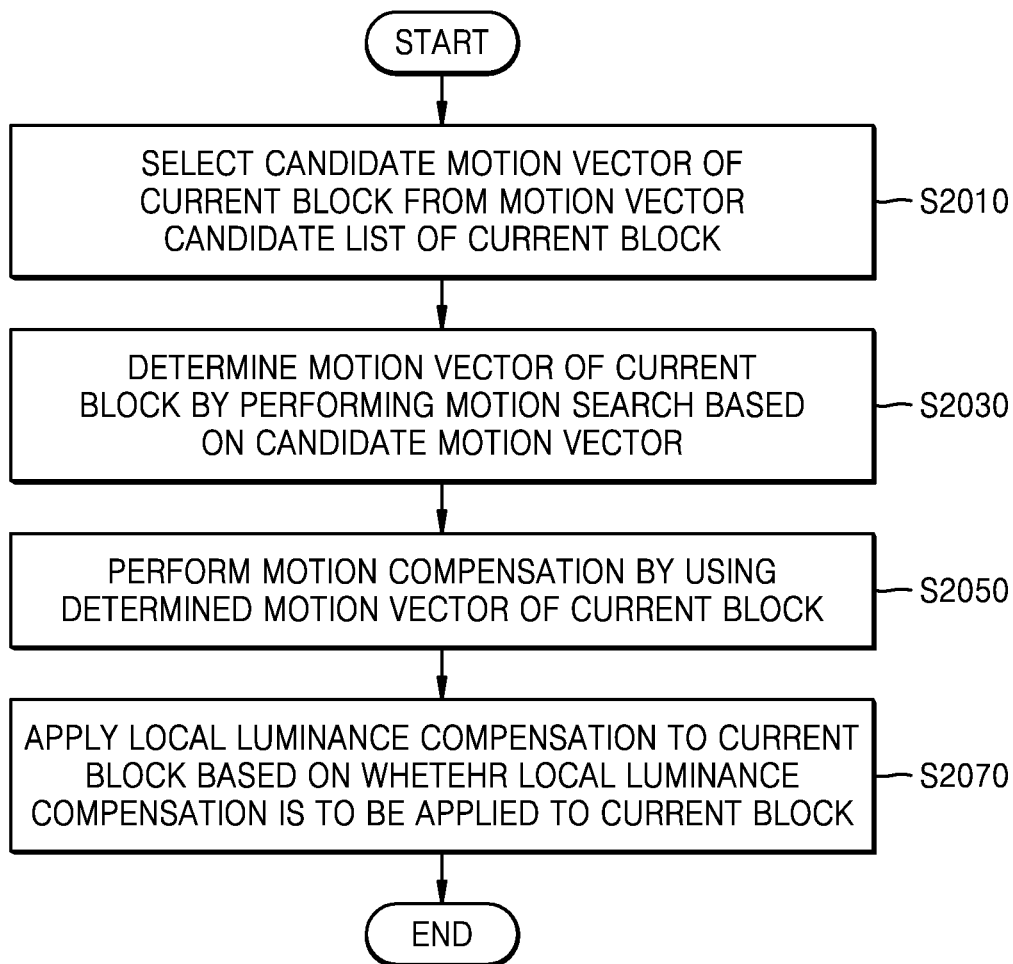 START
SELECT CANDIDATE MOTION VECTOR OF
CURRENT BLOCK FROM MOTION VECTOR
CANDIDATE LIST OF CURRENT BLOCK
S2010
DETERMINE MOTION VECTOR OF CURRENT
BLOCK BY PERFORMING MOTION SEARCH BASED
ON CANDIDATE MOTION VECTOR
S2030
PERFORM MOTION COMPENSATION BY USING
DETERMINED MOTION VECTOR OF CURRENT BLOCK
S2050
APPLY LOCAL LUMINANCE COMPENSATION TO CURRENT
BLOCK BASED ON WHETEHR LOCAL LUMINANCE
COMPENSATION IS TO BE APPLIED TO CURRENT BLOCK
S2070
END